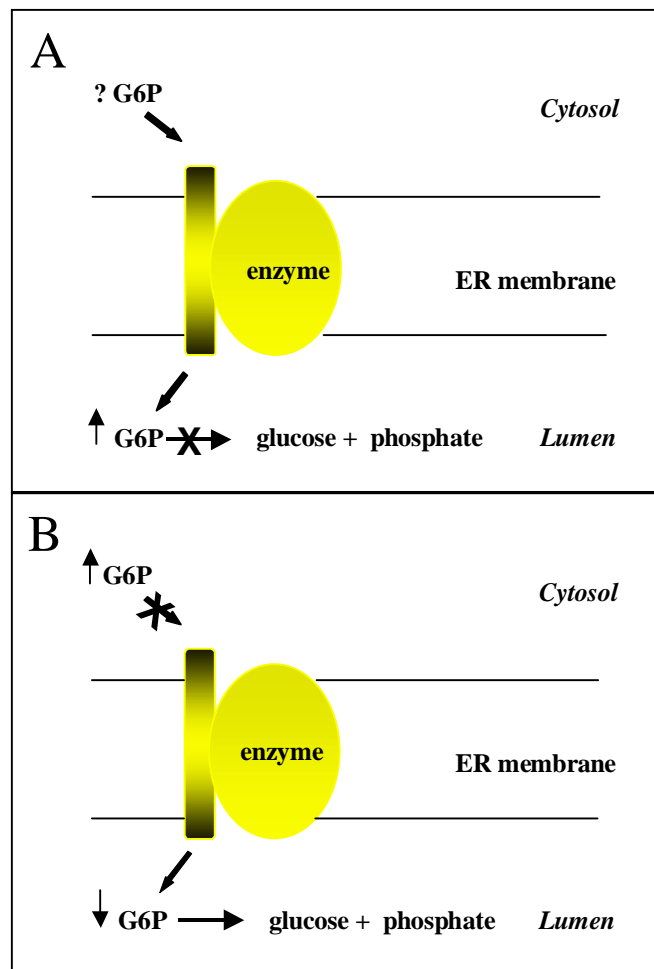 A
? G6P
Cytosol
enzyme
ER membrane
↑ G6P X→ glucose + phosphate Lumen
B
↑ G6P
X
Cytosol
enzyme
ER membrane
↓ G6P → glucose + phosphate Lumen